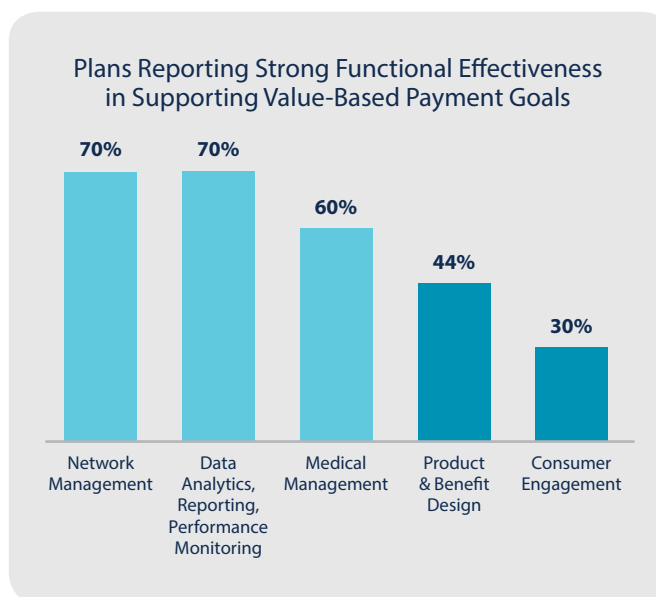 Plans Reporting Strong Functional Effectiveness
in Supporting Value-Based Payment Goals
70%
70%
60%
44%
30%
Network
Management
Data
Analytics,
Reporting,
Performance
Monitoring
Medical
Management
Product
& Benefit
Design
Consumer
Engagement